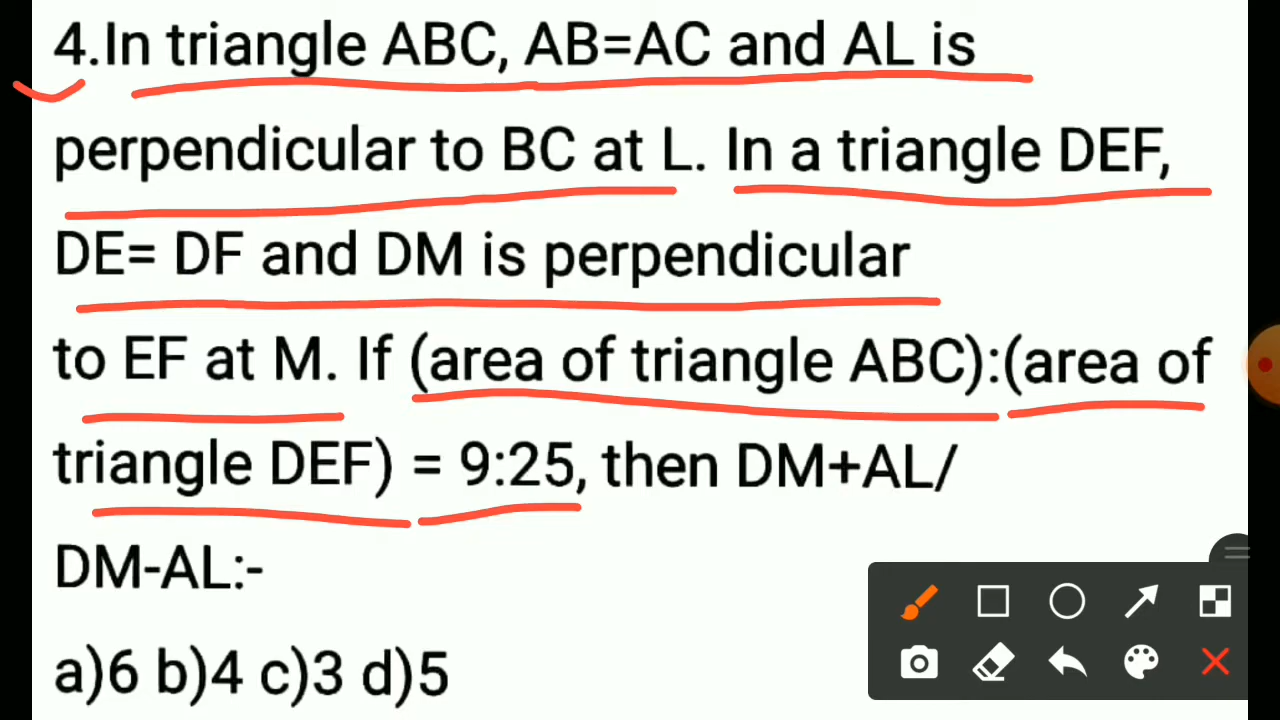 4.In triangle ABC, AB=AC and AL is
perpendicular to BC at L. In a triangle DEF,
DE= DF and DM is perpendicular
to EF at M. If (area of triangle ABC):(area of
triangle DEF) = 9:25, then DM+AL/
DM-AL:-
a)6 b)4 c)3 d)5